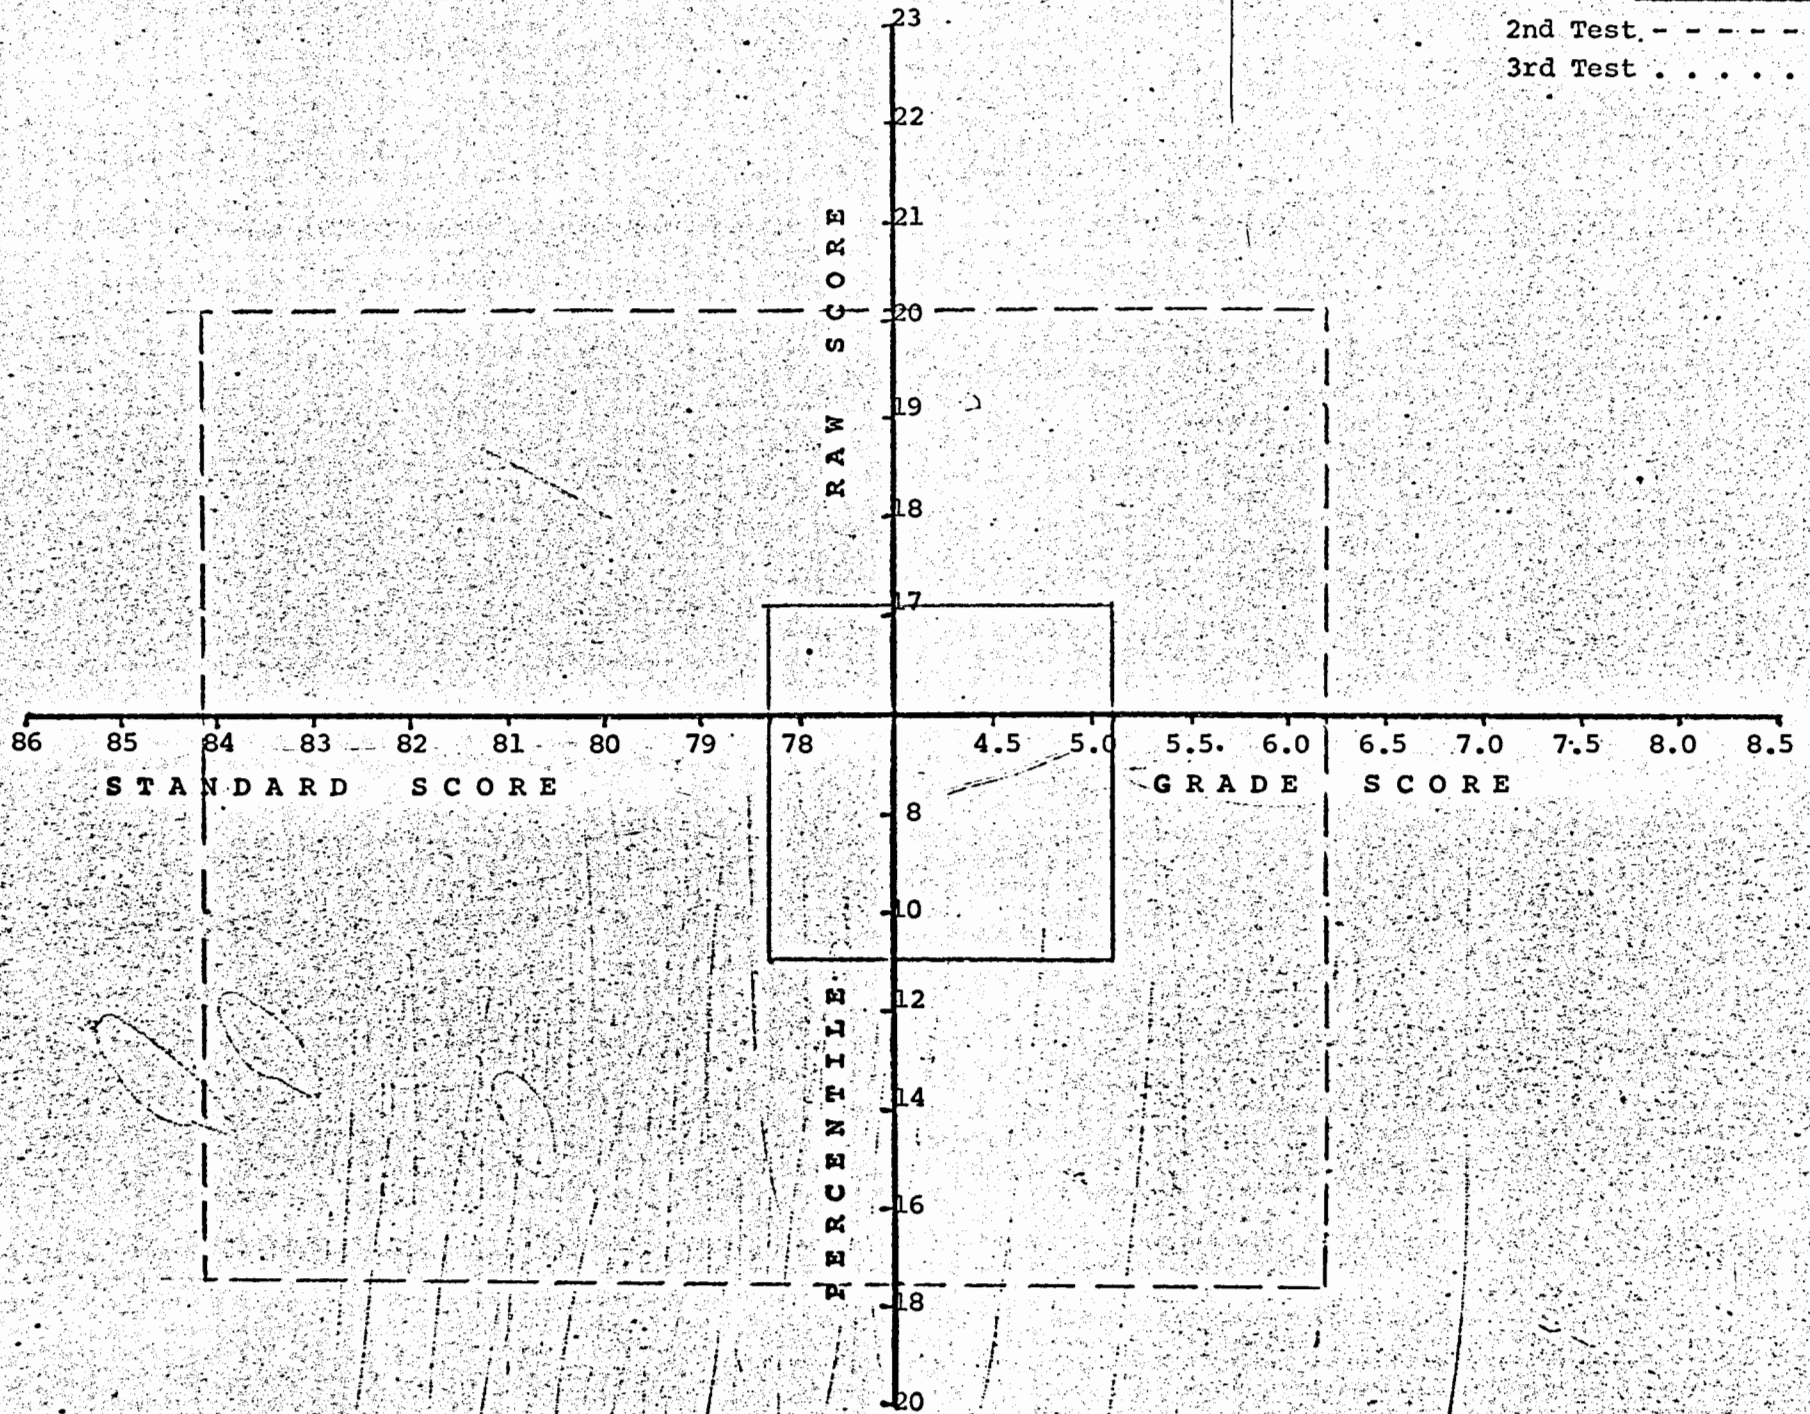 2nd Test. - - - - -
3rd Test . . . . .
23
22
21
20
19
18
17
RAW SCORE
86 85 84 83 82 81 80 79 78 4.5 5.0 5.5. 6.0 6.5 7.0 7.5 8.0 8.5
STANDARD SCORE GRADE SCORE
8
10
12
14
16
18
20
PERCENTILE